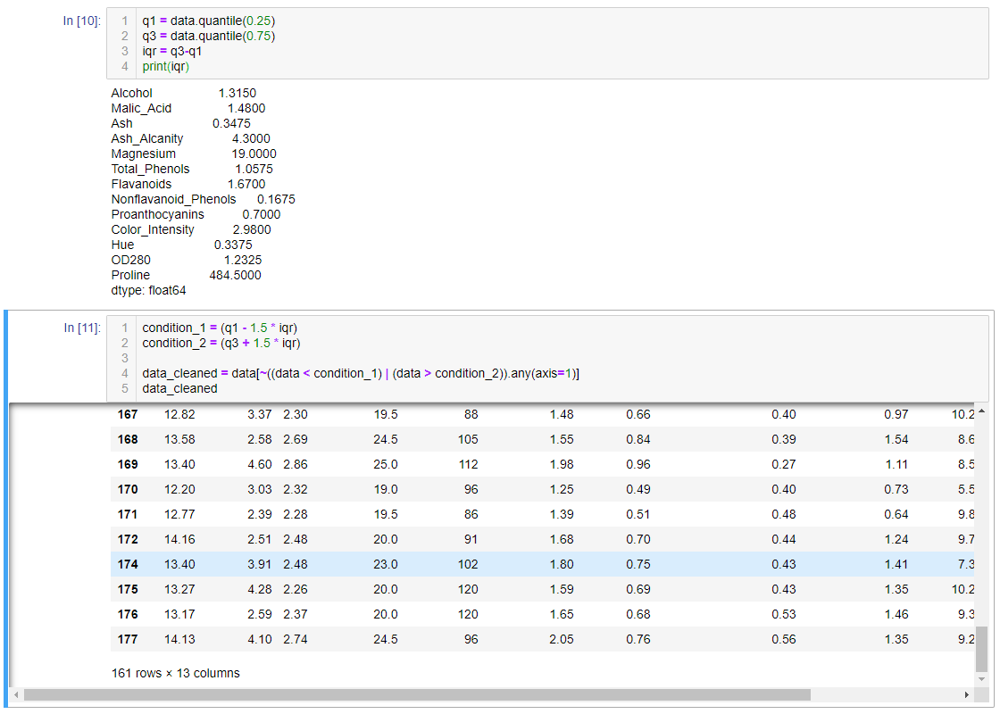 In [10]:
1 q1 = data.quantile(0.25)
2 q3 = data.quantile(0.75)
3 iqr = q3-q1
4 print(iqr)
Alcohol 1.3150
Malic_Acid 1.4800
Ash 0.3475
Ash_Alcanity 4.3000
Magnesium 19.0000
Total_Phenols 1.0575
Flavanoids 1.6700
Nonflavanoid_Phenols 0.1675
Proanthocyanins 0.7000
Color_Intensity 2.9800
Hue 0.3375
OD280 1.2325
Proline 484.5000
dtype: float64
In [11]:
1 condition_1 = (q1 - 1.5 * iqr)
2 condition_2 = (q3 + 1.5 * iqr)
3
4 data_cleaned = data[~((data < condition_1) | (data > condition_2)).any(axis=1)]
5 data_cleaned
167 12.82 3.37 2.30 19.5 88 1.48 0.66 0.40 0.97 10.2
168 13.58 2.58 2.69 24.5 105 1.55 0.84 0.39 1.54 8.6
169 13.40 4.60 2.86 25.0 112 1.98 0.96 0.27 1.11 8.5
170 12.20 3.03 2.32 19.0 96 1.25 0.49 0.40 0.73 5.5
171 12.77 2.39 2.28 19.5 86 1.39 0.51 0.48 0.64 9.8
172 14.16 2.51 2.48 20.0 91 1.68 0.70 0.44 1.24 9.7
174 13.40 3.91 2.48 23.0 102 1.80 0.75 0.43 1.41 7.3
175 13.27 4.28 2.26 20.0 120 1.59 0.69 0.43 1.35 10.2
176 13.17 2.59 2.37 20.0 120 1.65 0.68 0.53 1.46 9.3
177 14.13 4.10 2.74 24.5 96 2.05 0.76 0.56 1.35 9.2
161 rows × 13 columns